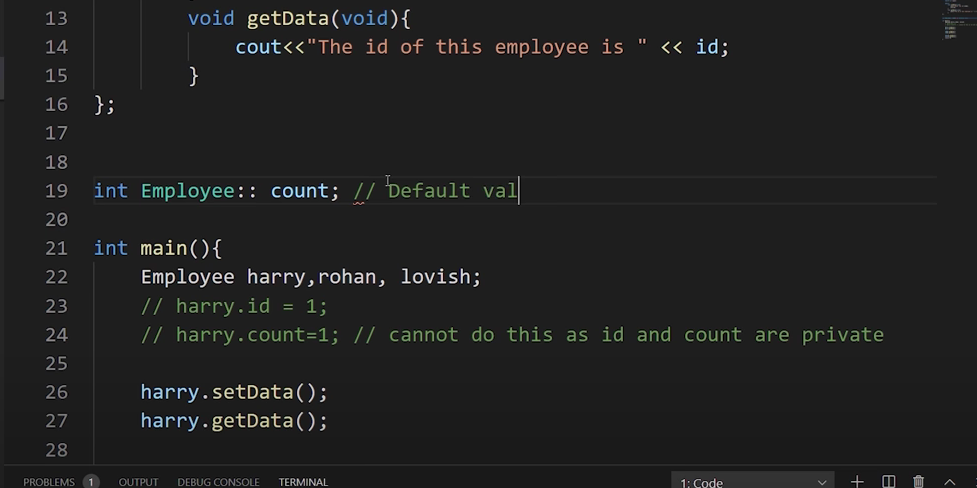 13 void getData(void){
14 cout<<"The id of this employee is " << id;
15 }
16 };
17
18
19 int Employee:: count; // Default val
20
21 int main(){
22 Employee harry,rohan, lovish;
23 // harry.id = 1;
24 // harry.count=1; // cannot do this as id and count are private
25
26 harry.setData();
27 harry.getData();
28
PROBLEMS 1 OUTPUT DEBUG CONSOLE TERMINAL 1: Code